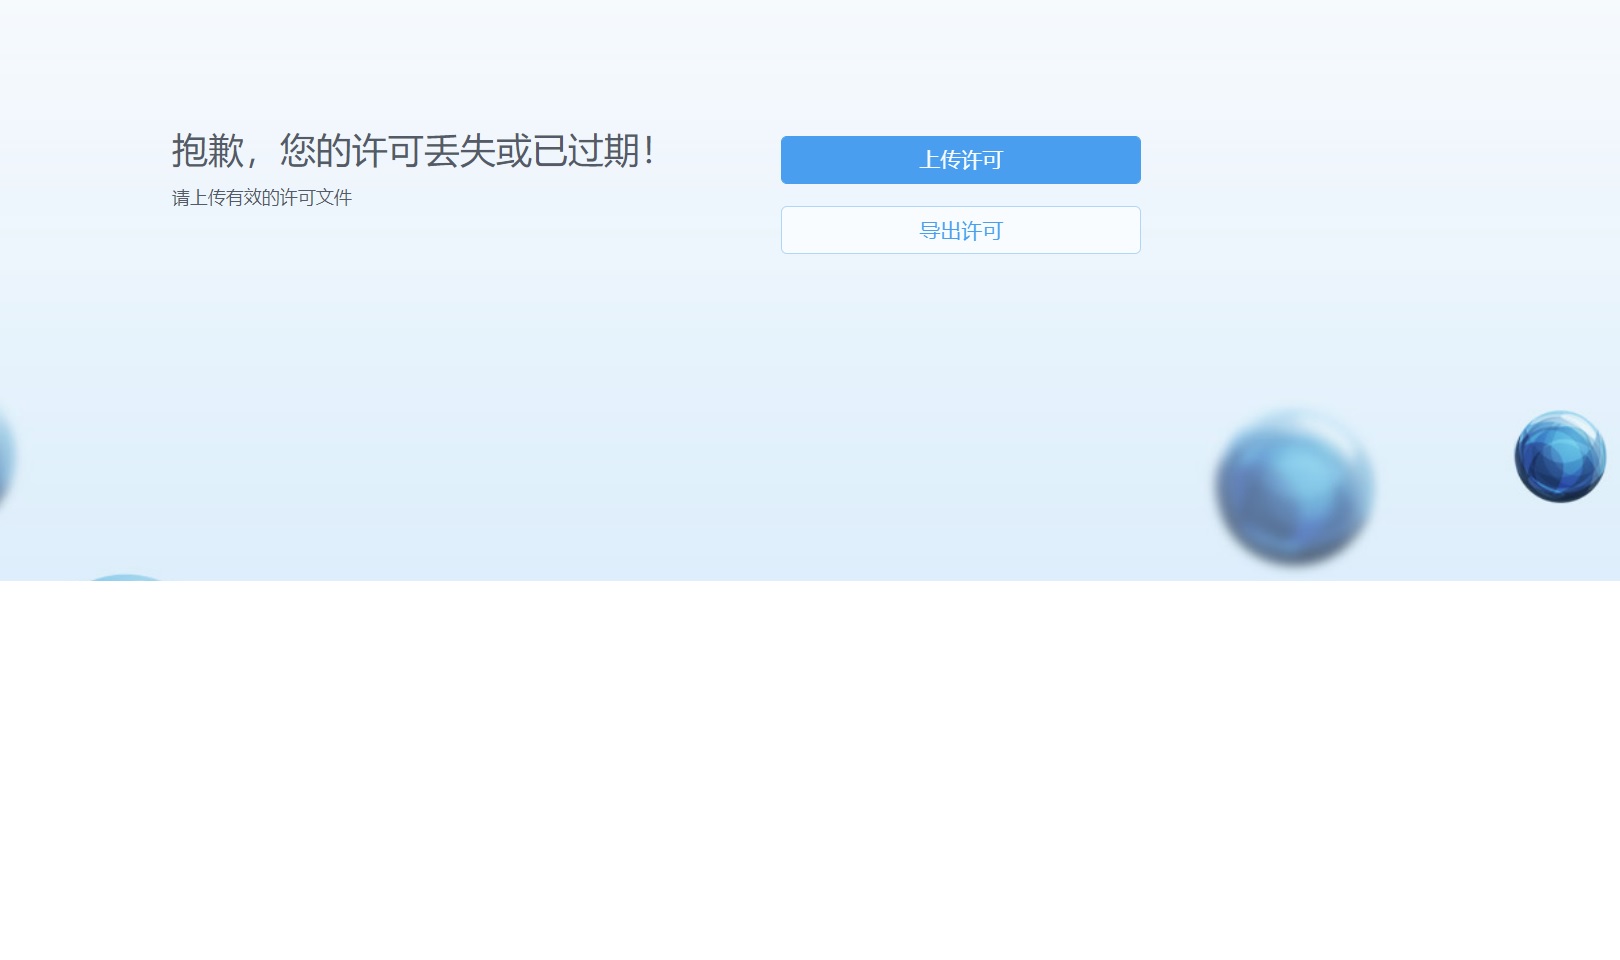 抱歉，您的许可丢失或已过期！
请上传有效的许可文件
上传许可
导出许可